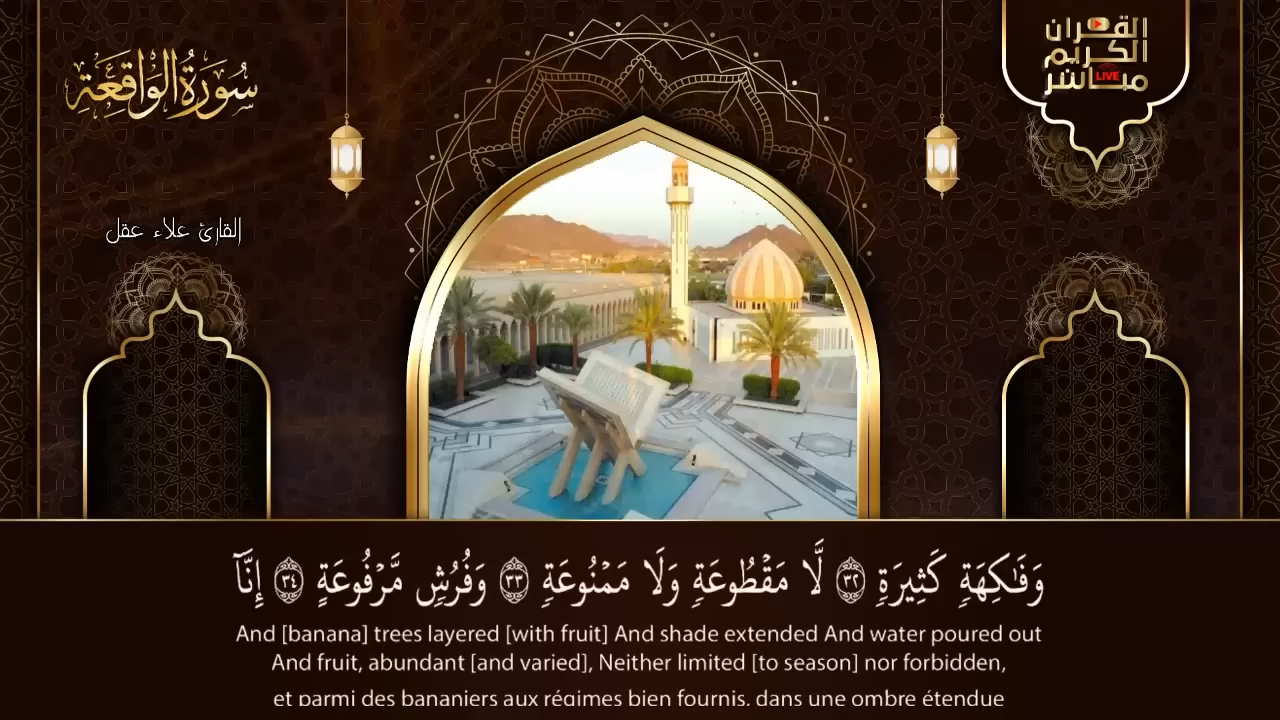 سُورَةُ الوَاقِعَة
القرآن
الكريم
مباشر
LIVE
القارئ علاء عقل
وَفَٰكِهَةٖ كَثِيرَةٖ ٣٢ لَّا مَقۡطُوعَةٖ وَلَا مَمۡنُوعَةٖ ٣٣ وَفُرُشٖ مَّرۡفُوعَةٍ ٣٤ إِنَّآ
And [banana] trees layered [with fruit] And shade extended And water poured out
And fruit, abundant [and varied], Neither limited [to season] nor forbidden,
et parmi des bananiers aux régimes bien fournis, dans une ombre étendue